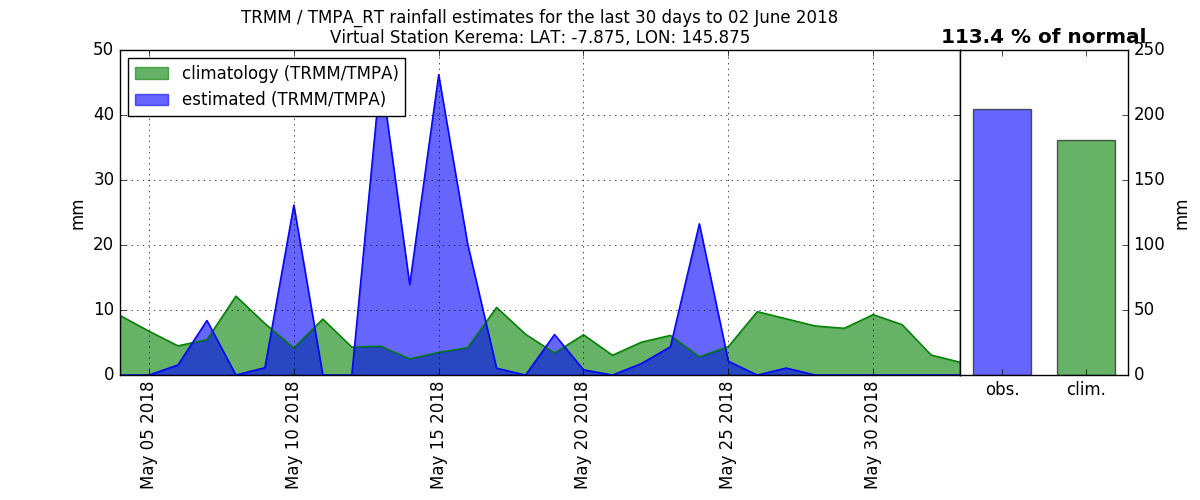 TRMM / TMPA_RT rainfall estimates for the last 30 days to 02 June 2018
Virtual Station Kerema: LAT: -7.875, LON: 145.875
113.4 % of normal
climatology (TRMM/TMPA)
estimated (TRMM/TMPA)
50
40
30
20
10
0
mm
May 05 2018
May 10 2018
May 15 2018
May 20 2018
May 25 2018
May 30 2018
250
200
150
100
50
0
mm
obs.
clim.